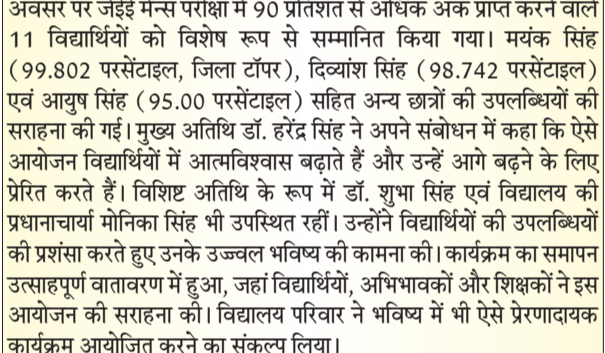 अवसर पर जेईई मेन्स परीक्षा में 90 प्रतिशत से अधिक अंक प्राप्त करने वाले
11 विद्यार्थियों को विशेष रूप से सम्मानित किया गया। मयंक सिंह
(99.802 परसेंटाइल, जिला टॉपर), दिव्यांश सिंह (98.742 परसेंटाइल)
एवं आयुष सिंह (95.00 परसेंटाइल) सहित अन्य छात्रों की उपलब्धियों की
सराहना की गई। मुख्य अतिथि डॉ. हरेंद्र सिंह ने अपने संबोधन में कहा कि ऐसे
आयोजन विद्यार्थियों में आत्मविश्वास बढ़ाते हैं और उन्हें आगे बढ़ने के लिए
प्रेरित करते हैं। विशिष्ट अतिथि के रूप में डॉ. शुभा सिंह एवं विद्यालय की
प्रधानाचार्या मोनिका सिंह भी उपस्थित रहीं। उन्होंने विद्यार्थियों की उपलब्धियों
की प्रशंसा करते हुए उनके उज्ज्वल भविष्य की कामना की। कार्यक्रम का समापन
उत्साहपूर्ण वातावरण में हुआ, जहां विद्यार्थियों, अभिभावकों और शिक्षकों ने इस
आयोजन की सराहना की। विद्यालय परिवार ने भविष्य में भी ऐसे प्रेरणादायक
कार्यक्रम आयोजित करने का संकल्प लिया।